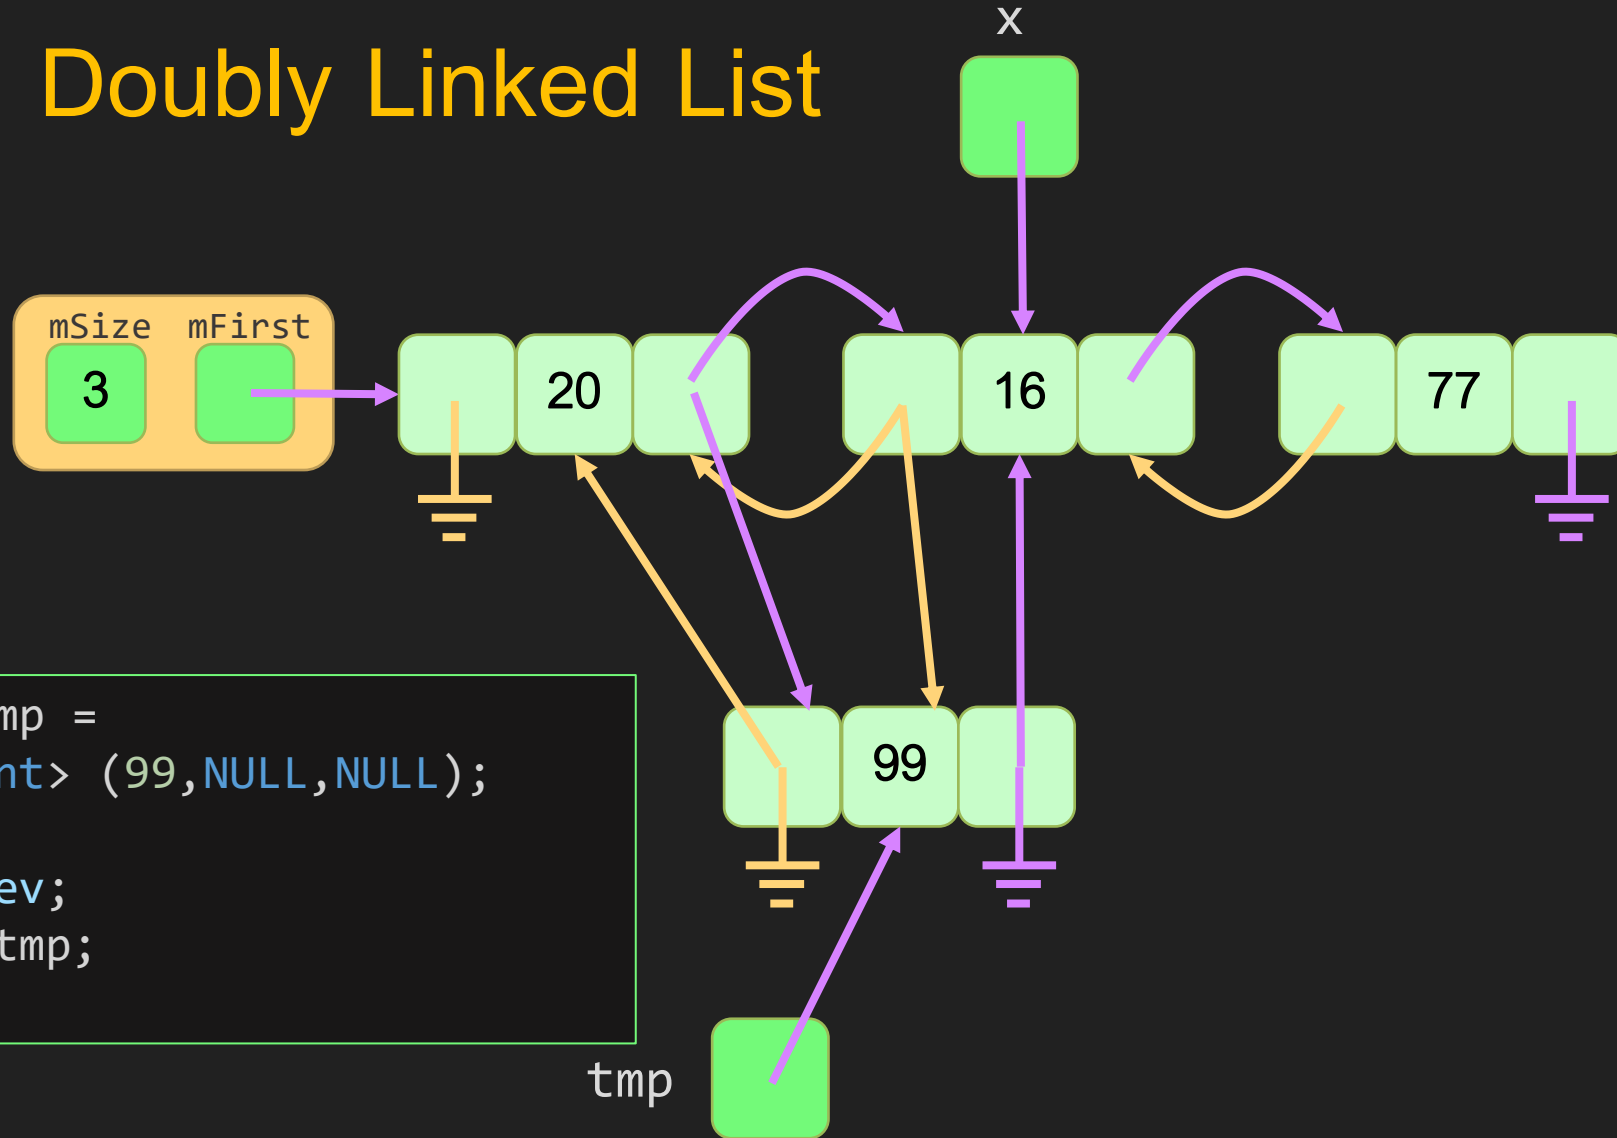 x
Doubly Linked List
mSize mFirst
3
20
16
77
99
mp =
nt> (99,NULL,NULL);
ev;
tmp;
tmp